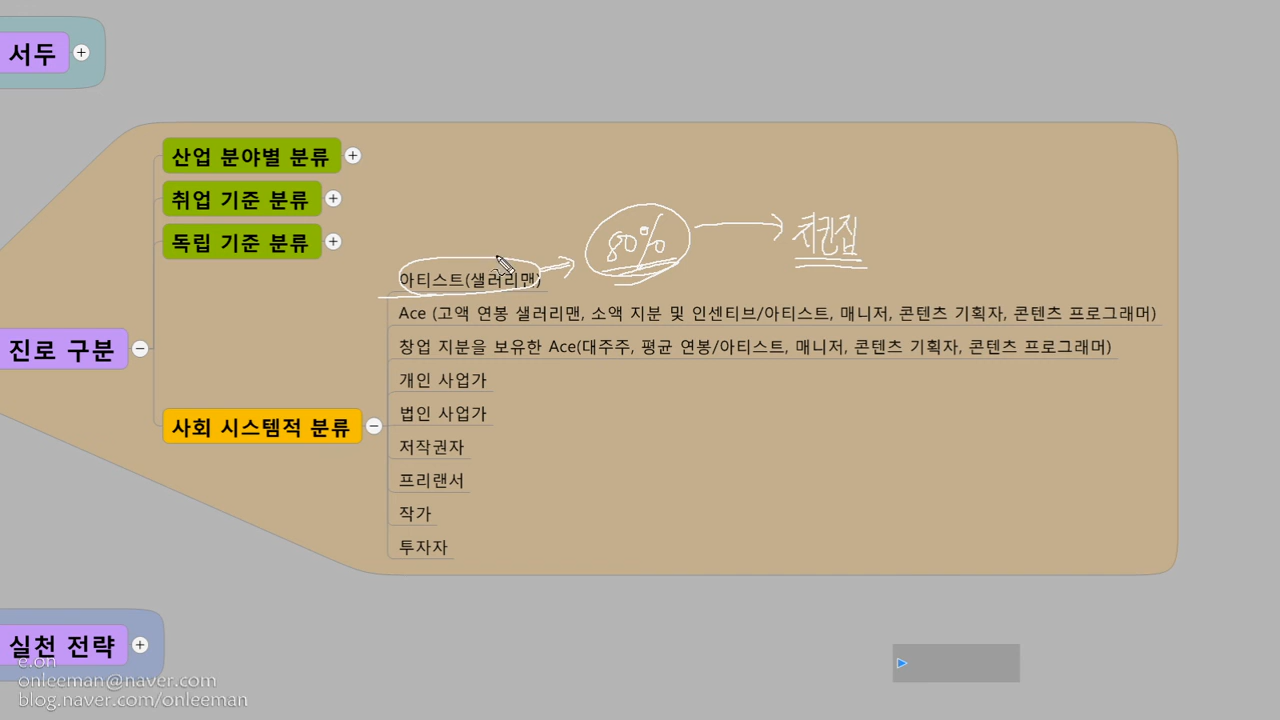 서두
산업 분야별 분류
취업 기준 분류
독립 기준 분류
80%
치킨집
아티스트(샐러리맨)
Ace (고액 연봉 샐러리맨, 소액 지분 및 인센티브/아티스트, 매니저, 콘텐츠 기획자, 콘텐츠 프로그래머)
진로 구분
창업 지분을 보유한 Ace(대주주, 평균 연봉/아티스트, 매니저, 콘텐츠 기획자, 콘텐츠 프로그래머)
개인 사업가
법인 사업가
사회 시스템적 분류
저작권자
프리랜서
작가
투자자
실천 전략
e.on
onleeman@naver.com
blog.naver.com/onleeman